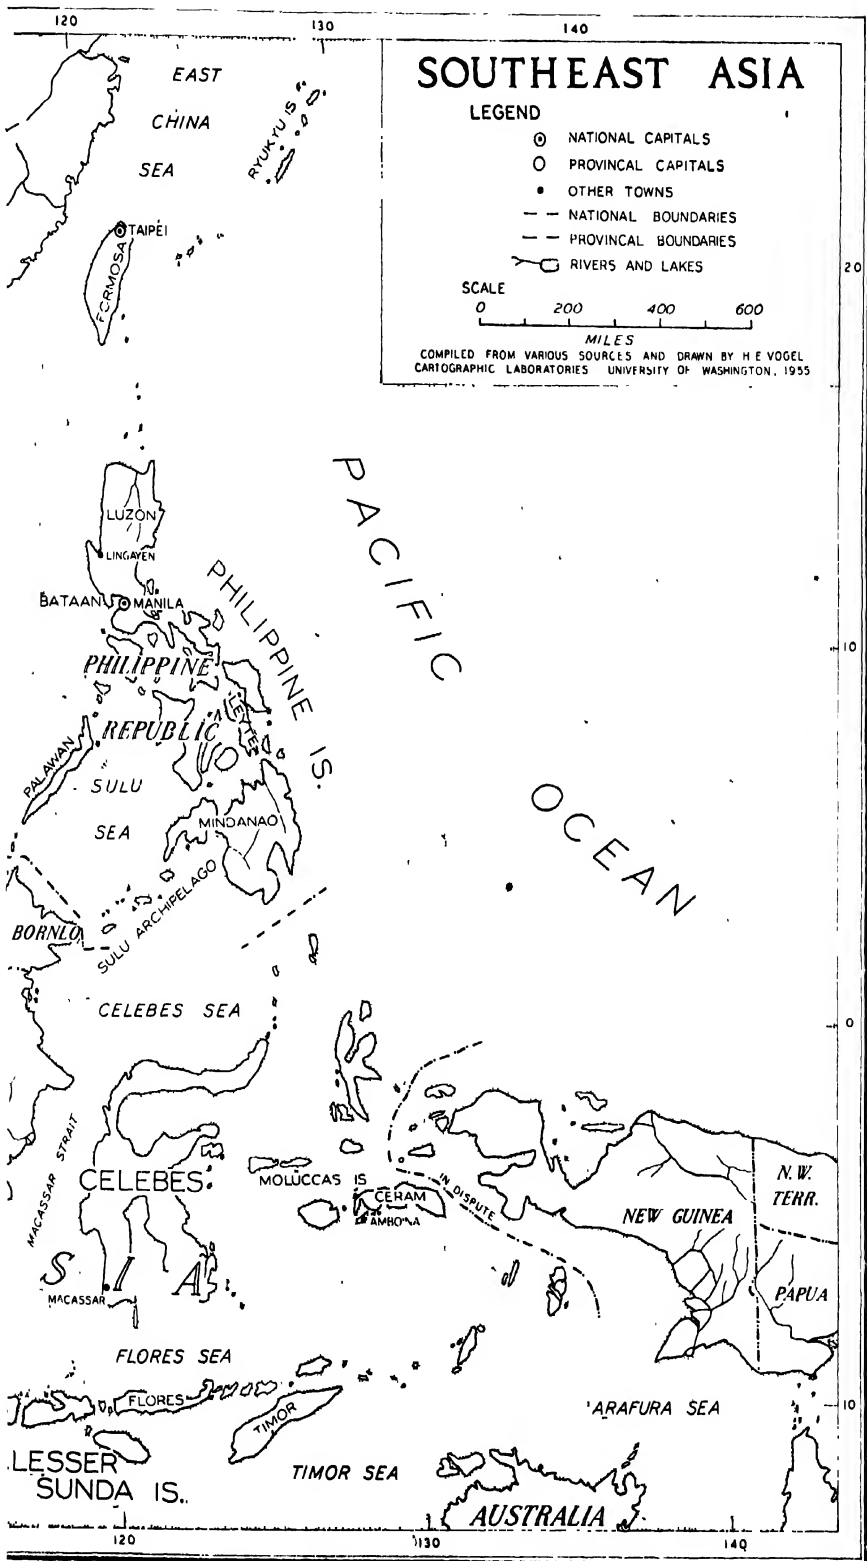 120
130
140
SOUTHEAST ASIA
LEGEND
NATIONAL CAPITALS
PROVINCAL CAPITALS
OTHER TOWNS
NATIONAL BOUNDARIES
PROVINCAL BOUNDARIES
RIVERS AND LAKES
SCALE
0 200 400 600
MILES
COMPILED FROM VARIOUS SOURCES AND DRAWN BY H E VOGEL
CARTOGRAPHIC LABORATORIES UNIVERSITY OF WASHINGTON, 1955
EAST
CHINA
SEA
RYUKYU IS
TAIPEI
FORMOSA
20
PACIFIC
OCEAN
LUZON
LINGAYEN
BATAAN
MANILA
PHILIPPINE IS.
PHILIPPINE
REPUBLIC
LEYTE
10
PALAWAN
SULU
SEA
MINDANAO
SULU ARCHIPELAGO
BORNLO
CELEBES SEA
0
MACASSAR STRAIT
CELEBES
MOLUCCAS IS
CERAM
AMBOINA
IN DISPUTE
NEW GUINEA
N.W.
TERR.
PAPUA
S I A
MACASSAR
FLORES SEA
FLORES
TIMOR
ARAFURA SEA
10
LESSER
SUNDA IS..
TIMOR SEA
AUSTRALIA
120
130
140